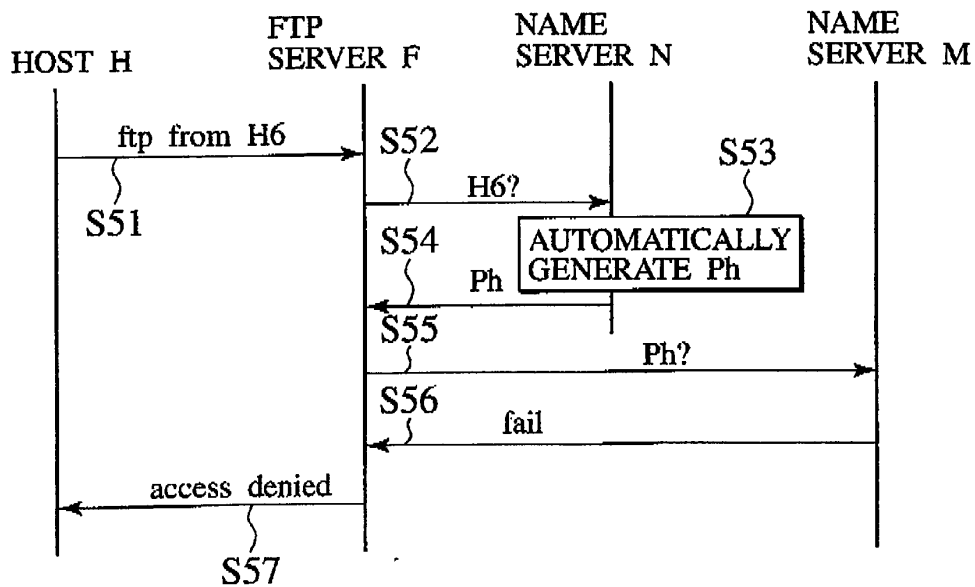 HOST H
FTP
SERVER F
NAME
SERVER N
NAME
SERVER M
ftp from H6
S51
S52
H6?
S53
AUTOMATICALLY
GENERATE Ph
S54
Ph
S55
Ph?
S56
fail
access denied
S57